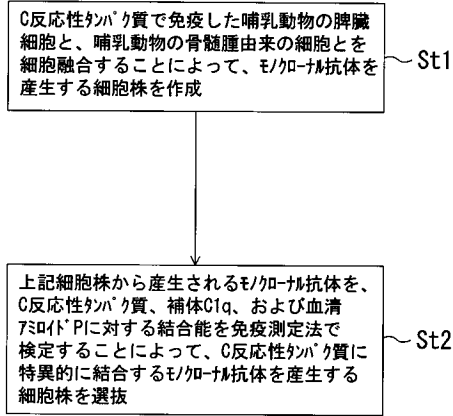 C反応性ﾀﾝﾊﾟｸ質で免疫した哺乳動物の脾臓
細胞と、哺乳動物の骨髄腫由来の細胞とを
細胞融合することによって、ﾓﾉｸﾛｰﾅﾙ抗体を
産生する細胞株を作成
St1
上記細胞株から産生されるﾓﾉｸﾛｰﾅﾙ抗体を、
C反応性ﾀﾝﾊﾟｸ質、補体C1q、および血清
ｱﾐﾛｲﾄﾞPに対する結合能を免疫測定法で
検定することによって、C反応性ﾀﾝﾊﾟｸ質に
特異的に結合するﾓﾉｸﾛｰﾅﾙ抗体を産生する
細胞株を選抜
St2